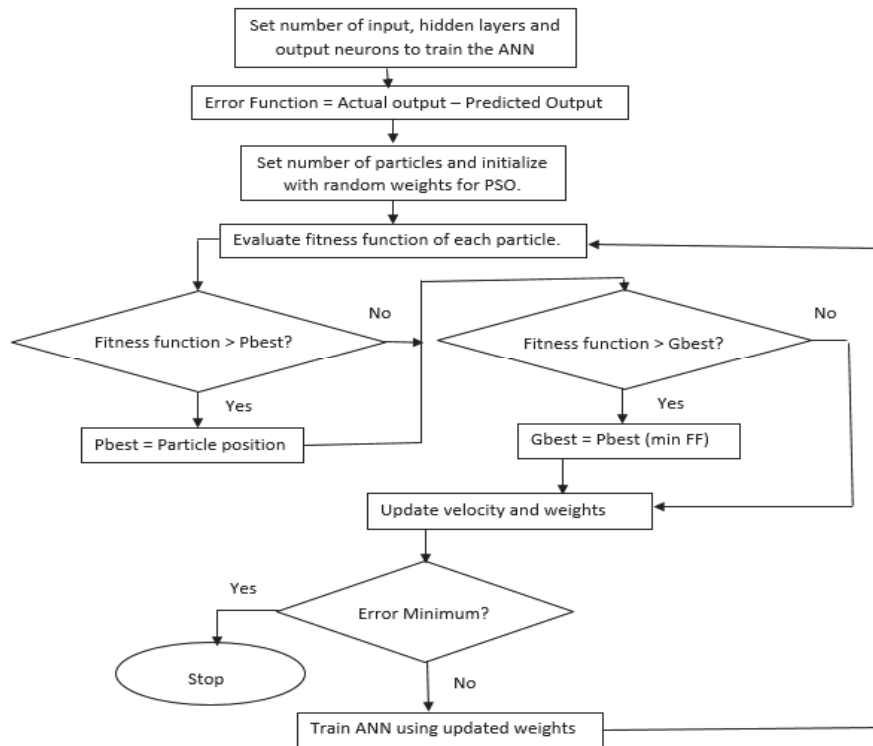 Set number of input, hidden layers and
output neurons to train the ANN
Error Function = Actual output – Predicted Output
Set number of particles and initialize
with random weights for PSO.
Evaluate fitness function of each particle.
No
Fitness function > Pbest?
Yes
Pbest = Particle position
No
Fitness function > Gbest?
Yes
Gbest = Pbest (min FF)
Update velocity and weights
Yes
Error Minimum?
Stop
No
Train ANN using updated weights